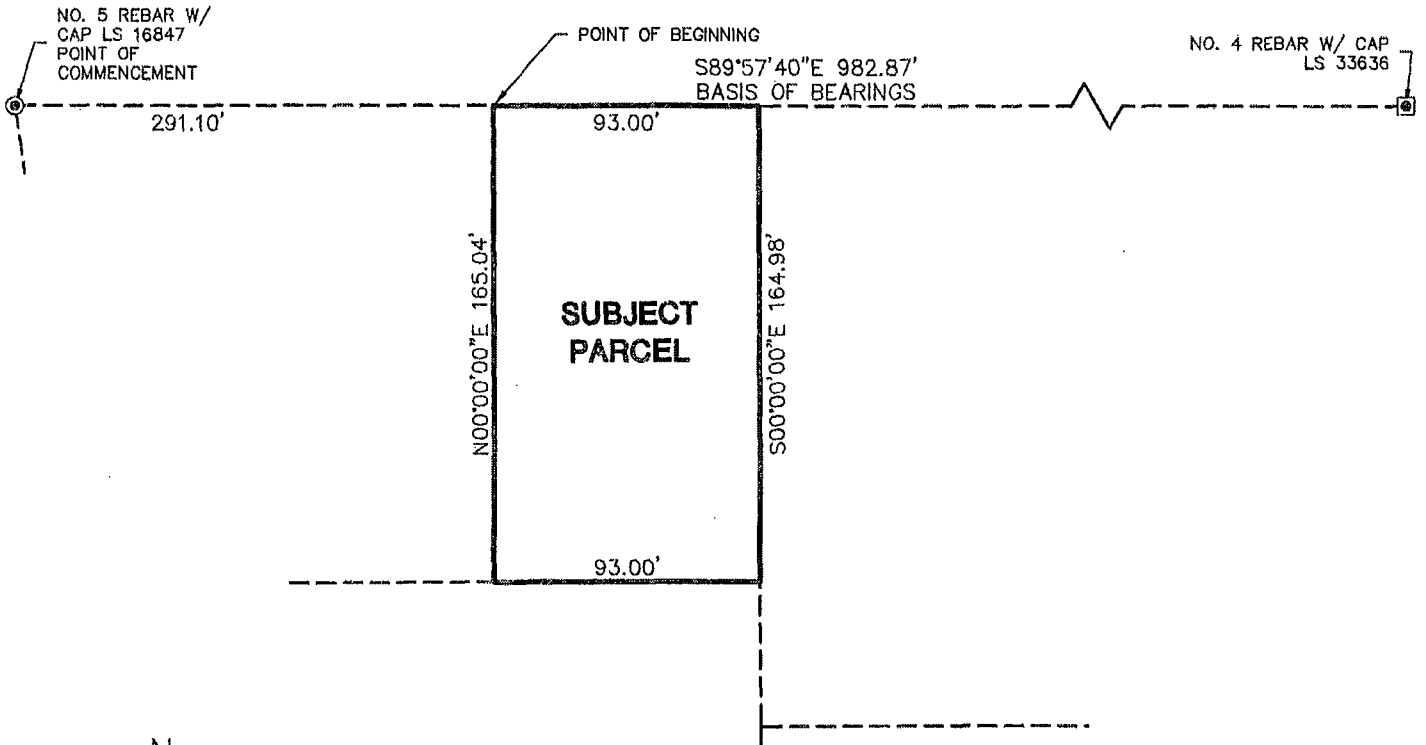 NO. 5 REBAR W/
CAP LS 16847
POINT OF
COMMENCEMENT
POINT OF BEGINNING
NO. 4 REBAR W/ CAP
LS 33636
S89°57'40"E 982.87'
BASIS OF BEARINGS
291.10'
93.00'
N00°00'00"E 165.04'
SUBJECT
PARCEL
S00°00'00"E 164.98'
93.00'
N